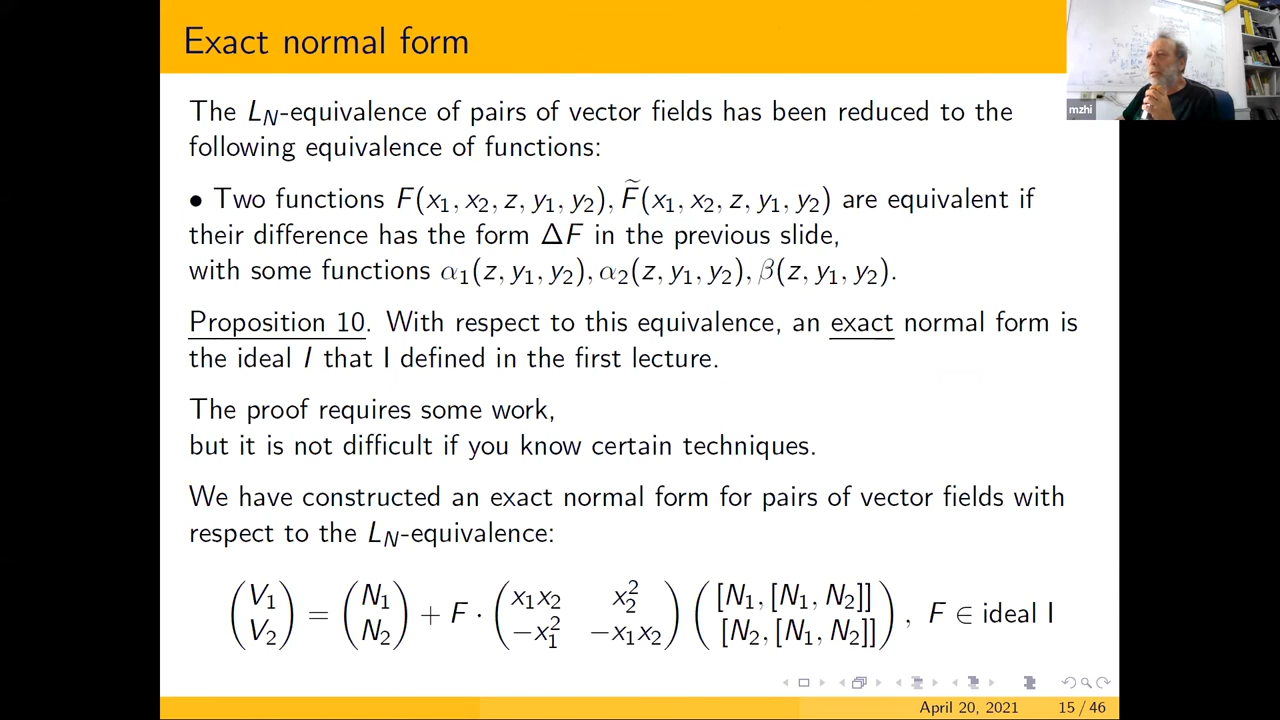 Exact normal form
mzhi
The L_N-equivalence of pairs of vector fields has been reduced to the
following equivalence of functions:
• Two functions F(x₁, x₂, z, y₁, y₂), F̃(x₁, x₂, z, y₁, y₂) are equivalent if
their difference has the form ΔF in the previous slide,
with some functions α₁(z, y₁, y₂), α₂(z, y₁, y₂), β(z, y₁, y₂).
Proposition 10. With respect to this equivalence, an exact normal form is
the ideal I that I defined in the first lecture.
The proof requires some work,
but it is not difficult if you know certain techniques.
We have constructed an exact normal form for pairs of vector fields with
respect to the L_N-equivalence:
(V₁ V₂) = (N₁ N₂) + F · (x₁x₂ x₂² −x₁² −x₁x₂) ([N₁, [N₁, N₂]] [N₂, [N₁, N₂]]), F ∈ ideal I
April 20, 2021 15 / 46